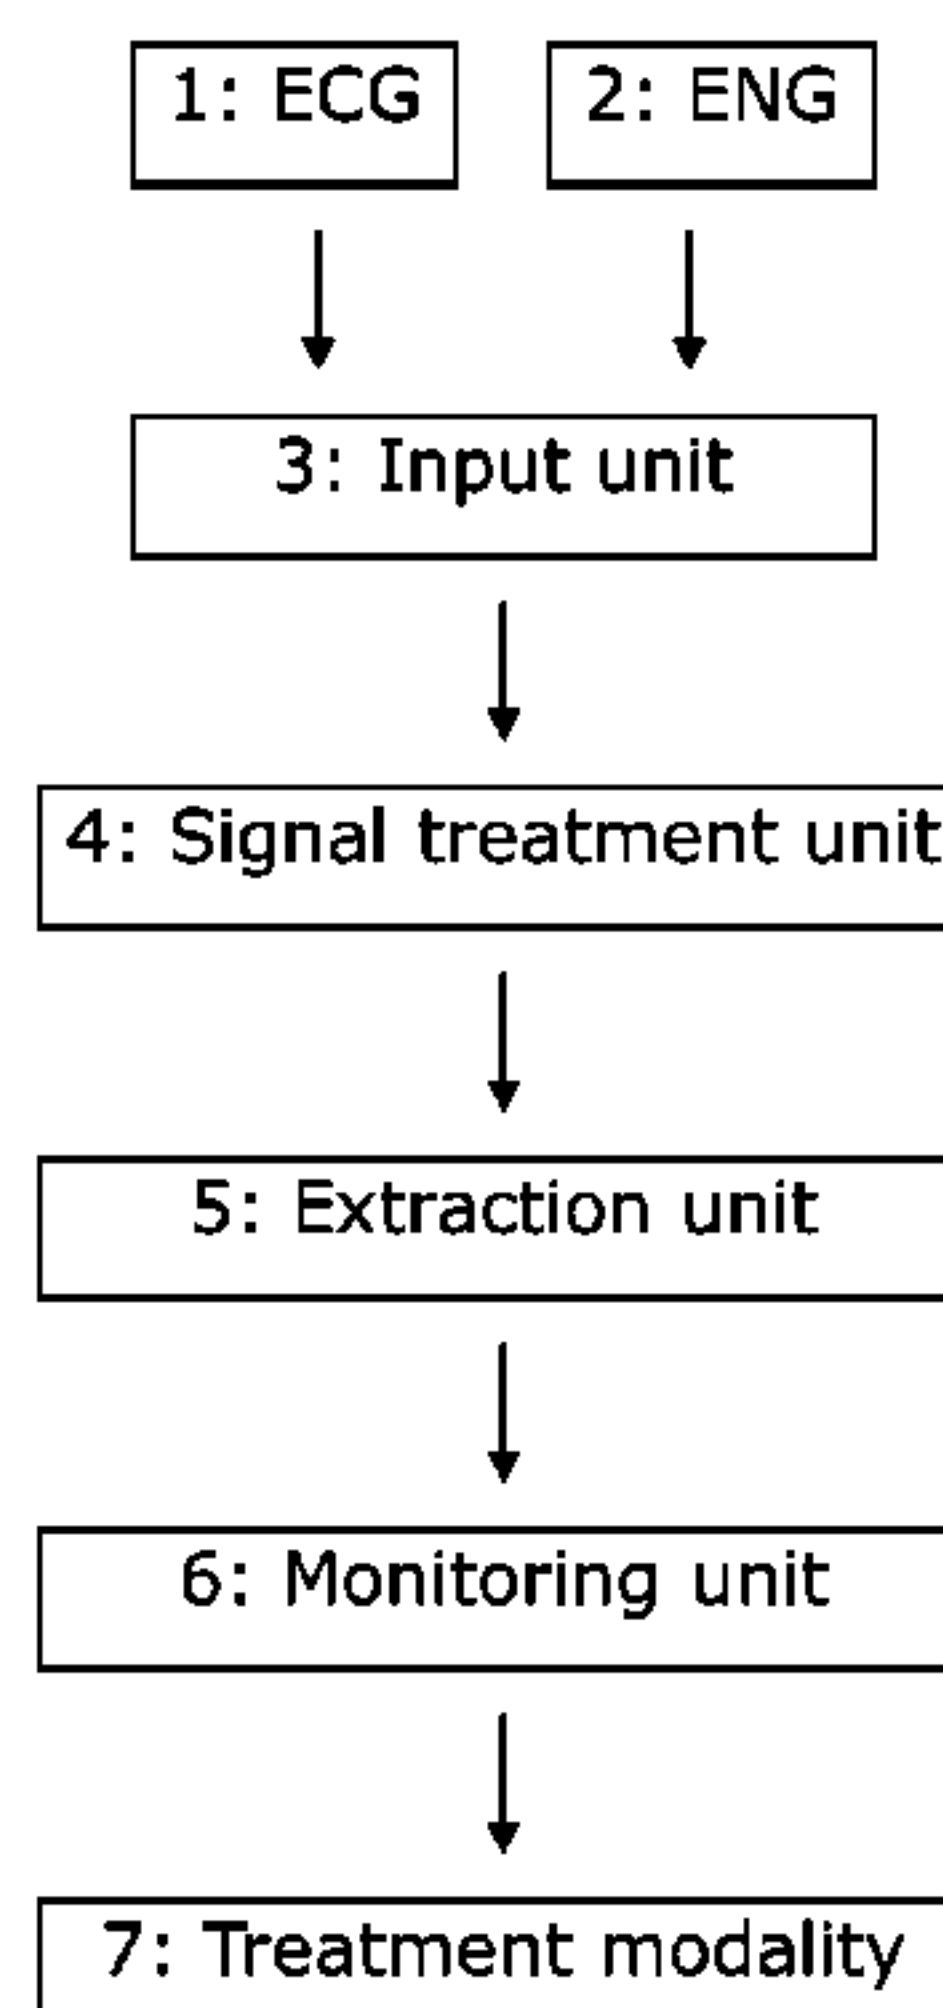 1: ECG
2: ENG
3: Input unit
4: Signal treatment unit
5: Extraction unit
6: Monitoring unit
7: Treatment modality